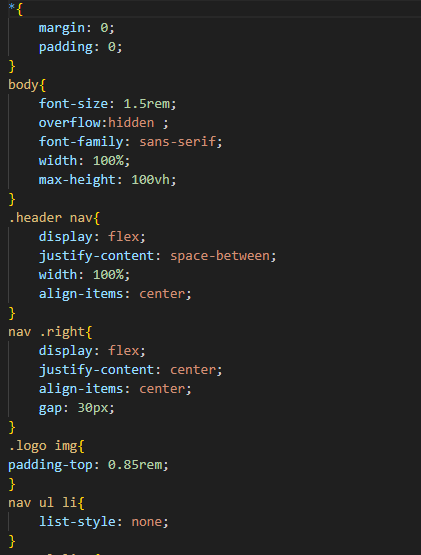 *{
    margin: 0;
    padding: 0;
}
body{
    font-size: 1.5rem;
    overflow:hidden ;
    font-family: sans-serif;
    width: 100%;
    max-height: 100vh;
}
.header nav{
    display: flex;
    justify-content: space-between;
    width: 100%;
    align-items: center;
}
nav .right{
    display: flex;
    justify-content: center;
    align-items: center;
    gap: 30px;
}
.logo img{
padding-top: 0.85rem;
}
nav ul li{
    list-style: none;
}